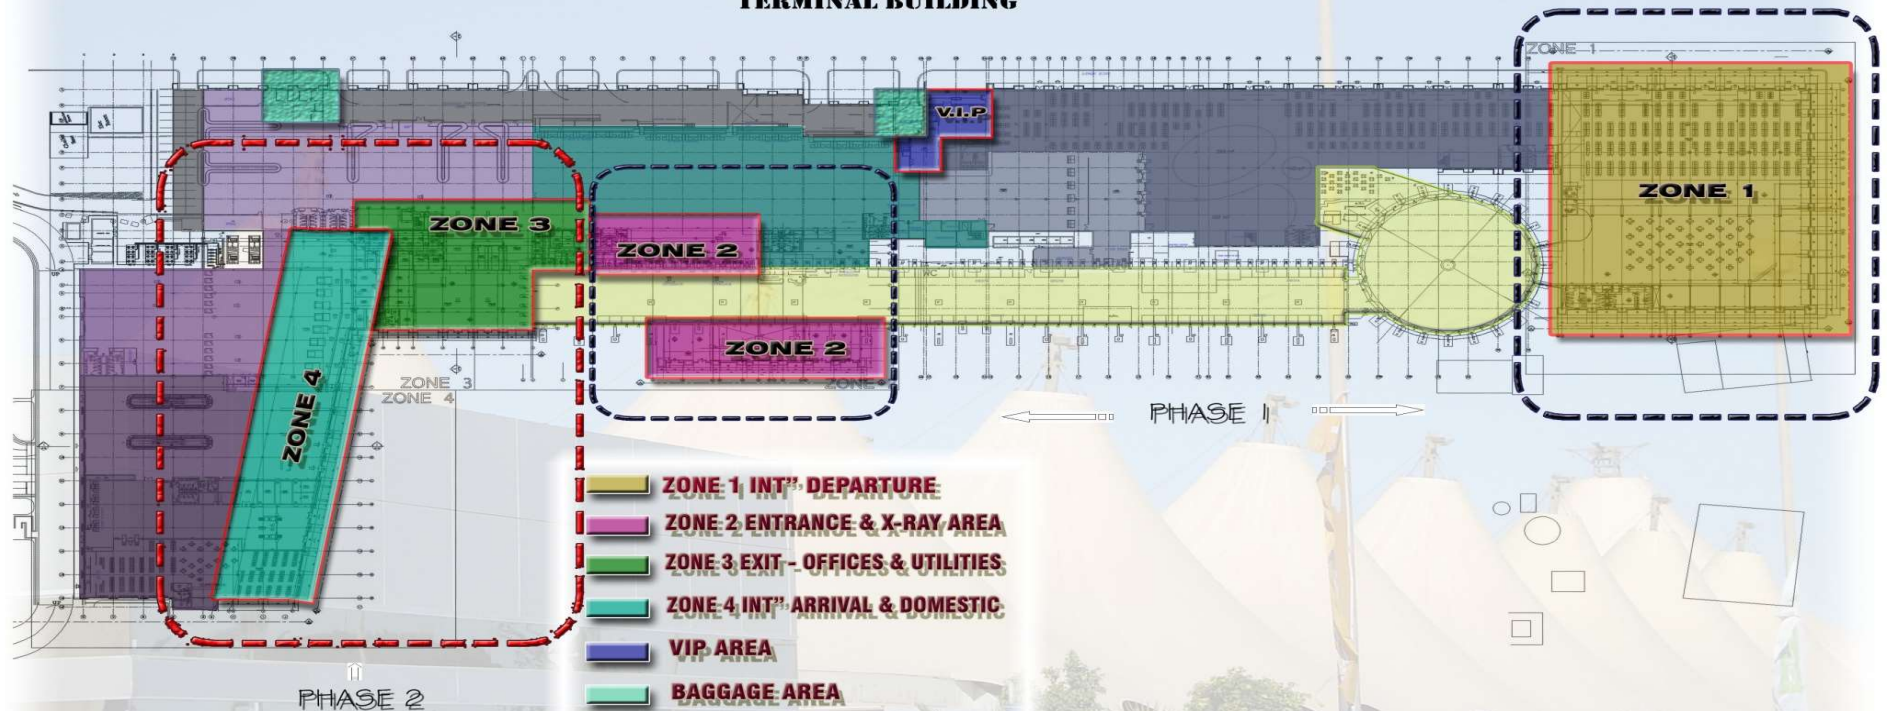 TERMINAL BUILDING
ZONE 1
V.I.P
ZONE 1
ZONE 3
ZONE 2
ZONE 2
ZONE 3
ZONE 4
ZONE
ZONE 4
PHASE 1
ZONE 1 INT” DEPARTURE
ZONE 2 ENTRANCE & X-RAY AREA
ZONE 3 EXIT - OFFICES & UTILITIES
ZONE 4 INT” ARRIVAL & DOMESTIC
VIP AREA
BAGGAGE AREA
PHASE 2